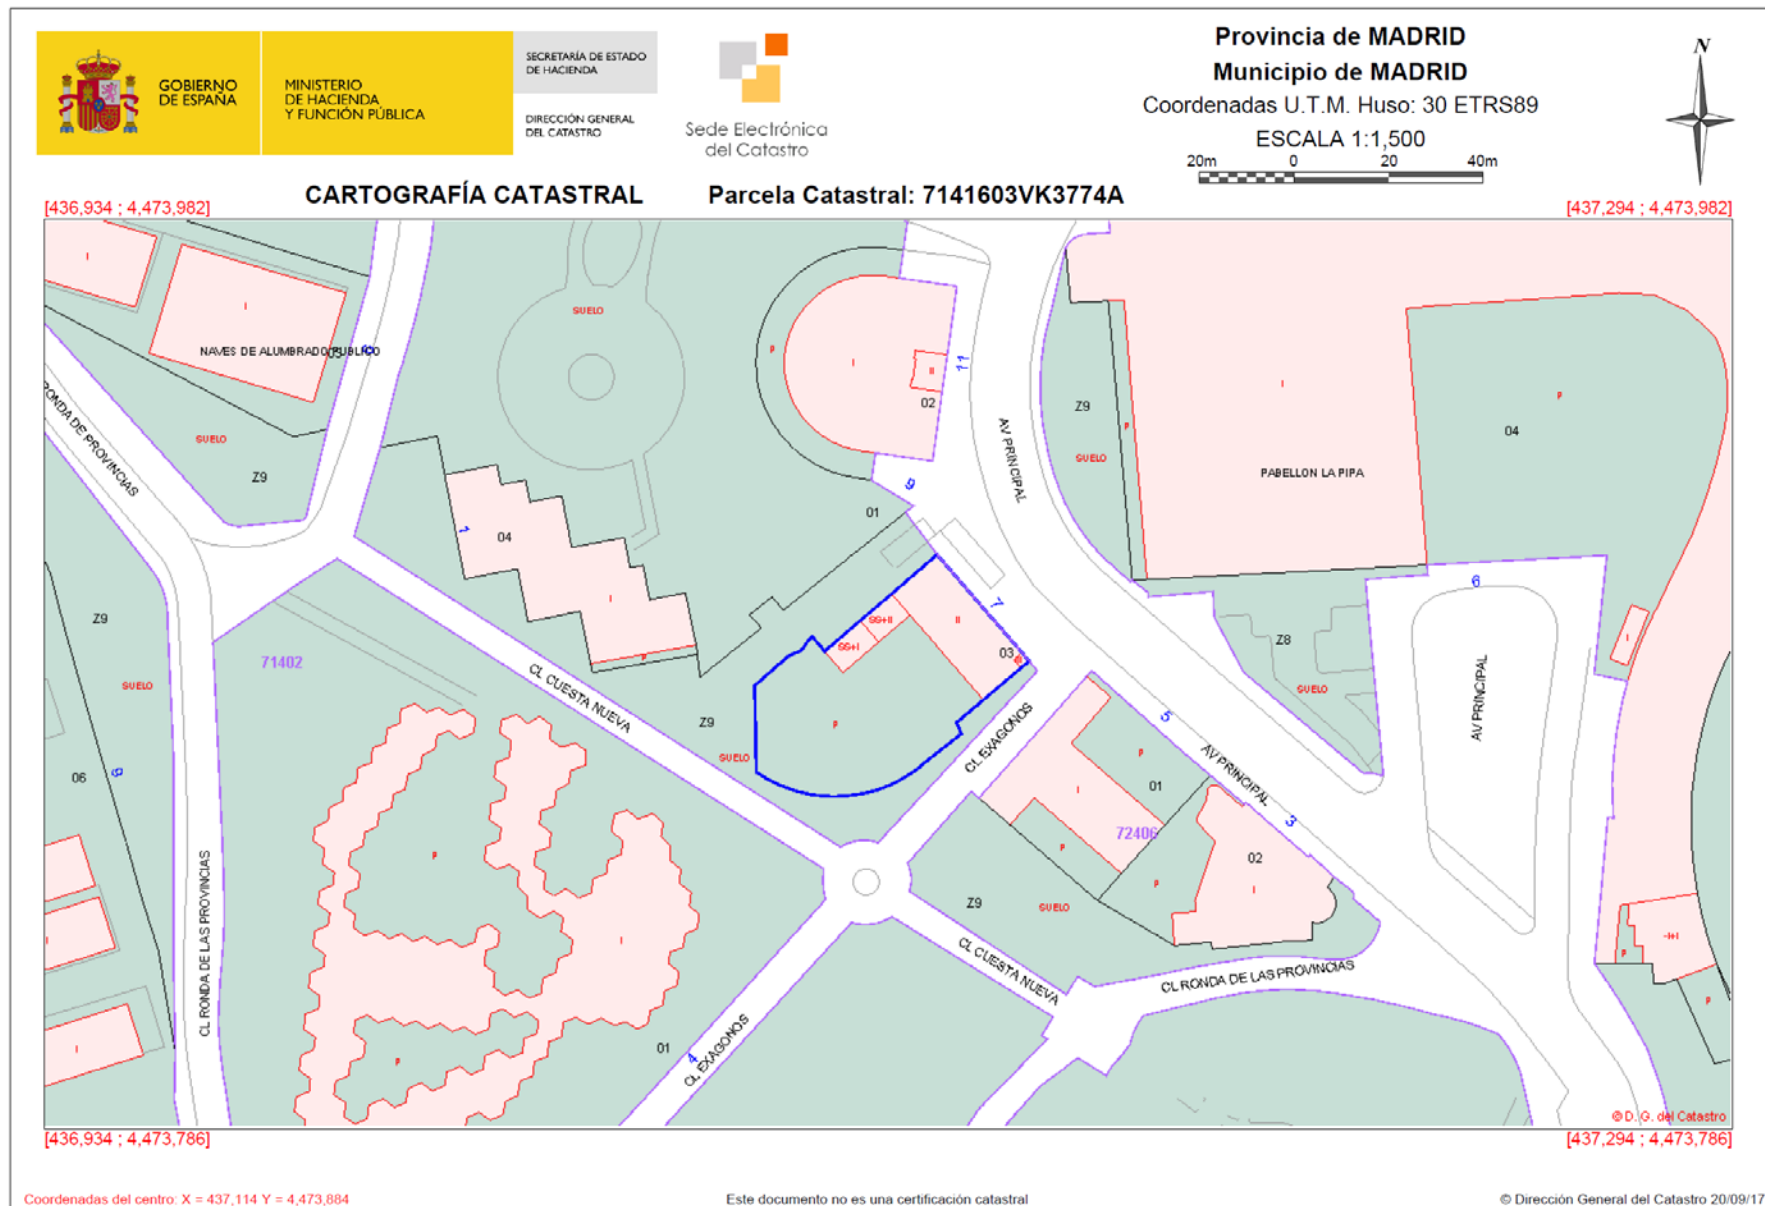 GOBIERNO
DE ESPAÑA
MINISTERIO
DE HACIENDA
Y FUNCIÓN PÚBLICA
SECRETARÍA DE ESTADO
DE HACIENDA
DIRECCIÓN GENERAL
DEL CATASTRO
Sede Electrónica
del Catastro
Provincia de MADRID
Municipio de MADRID
Coordenadas U.T.M. Huso: 30 ETRS89
ESCALA 1:1,500
20m 0 20 40m
N
CARTOGRAFÍA CATASTRAL Parcela Catastral: 7141603VK3774A
[436,934 ; 4,473,982]
[437,294 ; 4,473,982]
I
I
NAVES DE ALUMBRADO PUBLICO
SUELO
P
I
II
02
11
AV PRINCIPAL
Z9
P
SUELO
I
P
04
PABELLON LA PIPA
RONDA DE PROVINCIAS
SUELO
Z9
1
04
I
P
9
01
6
Z9
71402
SUELO
CL CUESTA NUEVA
SS+II
SS+I
II
7
03
P
Z9
SUELO
CL EXAGONOS
5
AV PRINCIPAL
3
Z8
SUELO
AV PRINCIPAL
I
06
9
P
I
P
01
72406
P
P
02
I
CL RONDA DE LAS PROVINCIAS
P
I
Z9
SUELO
CL CUESTA NUEVA
CL RONDA DE LAS PROVINCIAS
-I+I
P
P
I
I
P
01
4
CL EXAGONOS
© D. G. del Catastro
[436,934 ; 4,473,786]
[437,294 ; 4,473,786]
Coordenadas del centro: X = 437,114 Y = 4,473,884
Este documento no es una certificación catastral
© Dirección General del Catastro 20/09/17